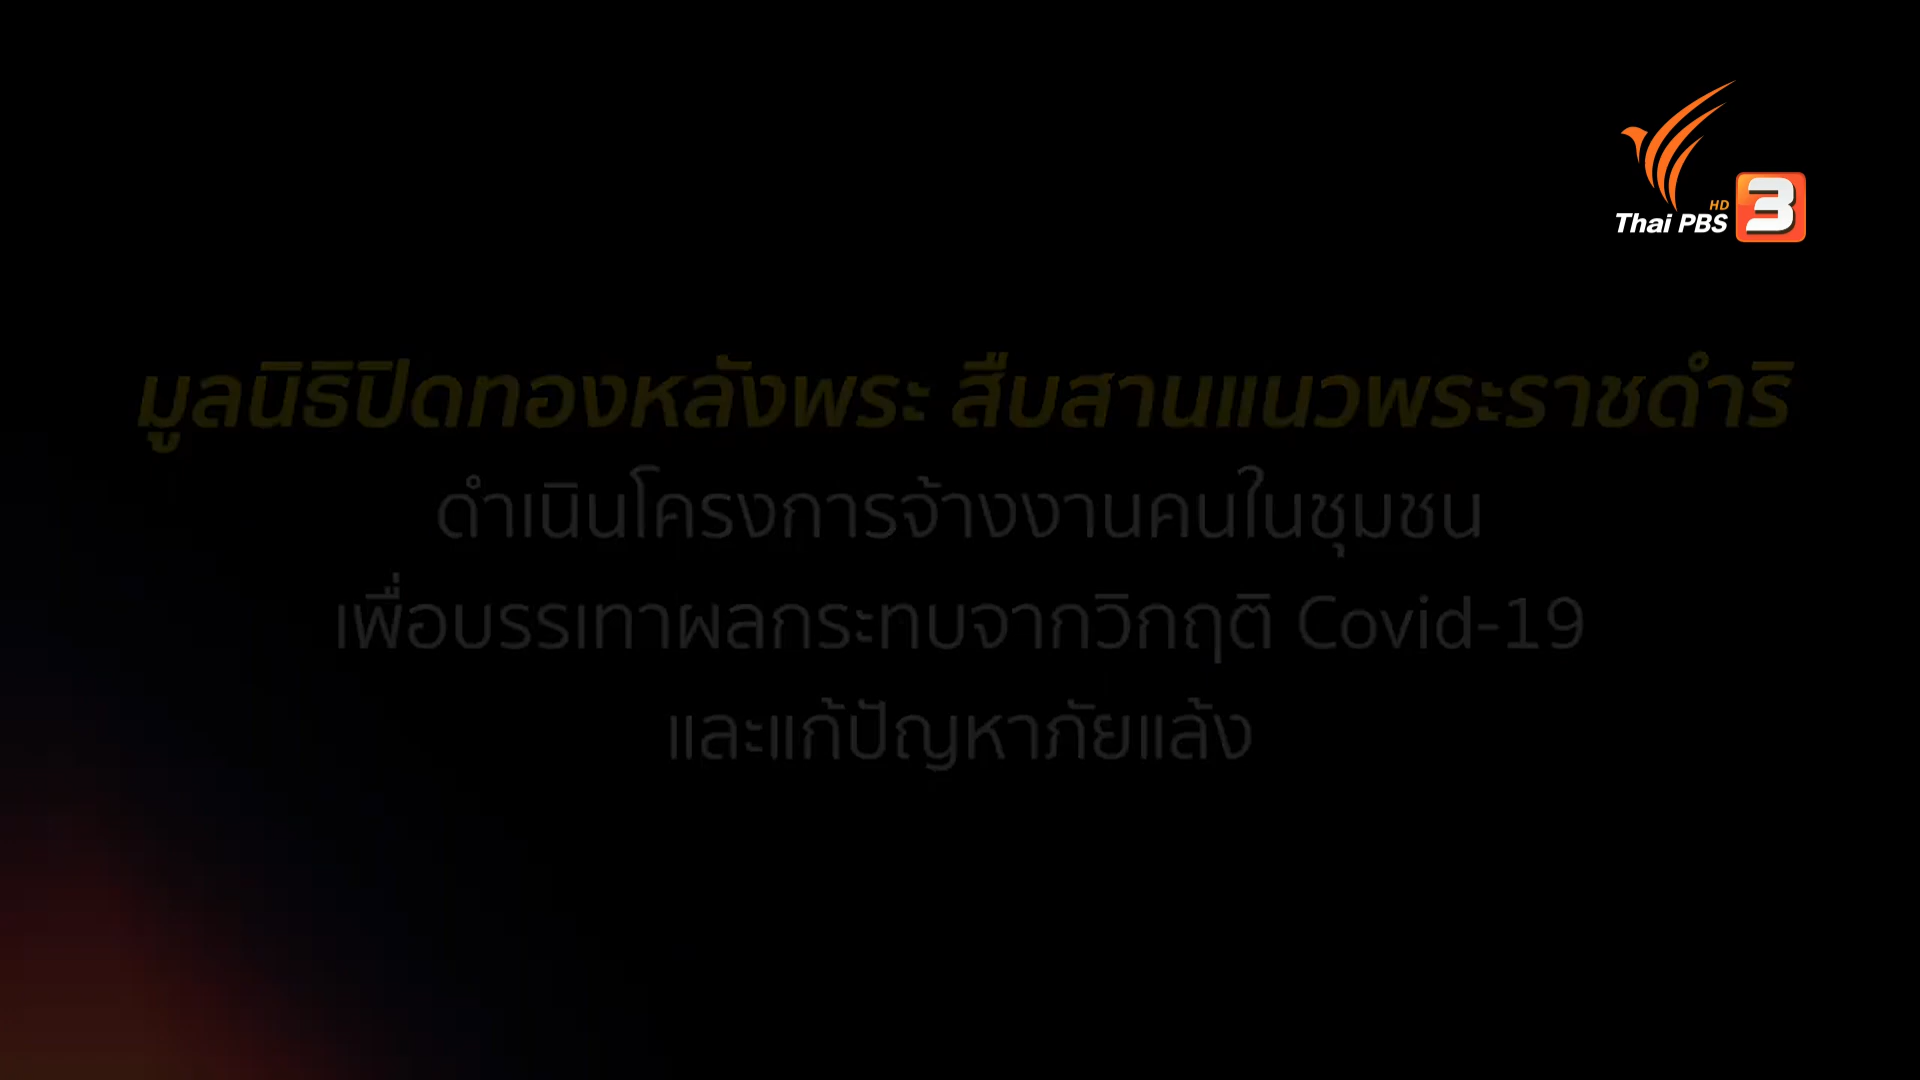 HD
Thai PBS 3
มูลนิธิปิดทองหลังพระ สืบสานแนวพระราชดำริ
ดำเนินโครงการจ้างงานคนในชุมชน
เพื่อบรรเทาผลกระทบจากวิกฤติ Covid-19
และแก้ปัญหาภัยแล้ง